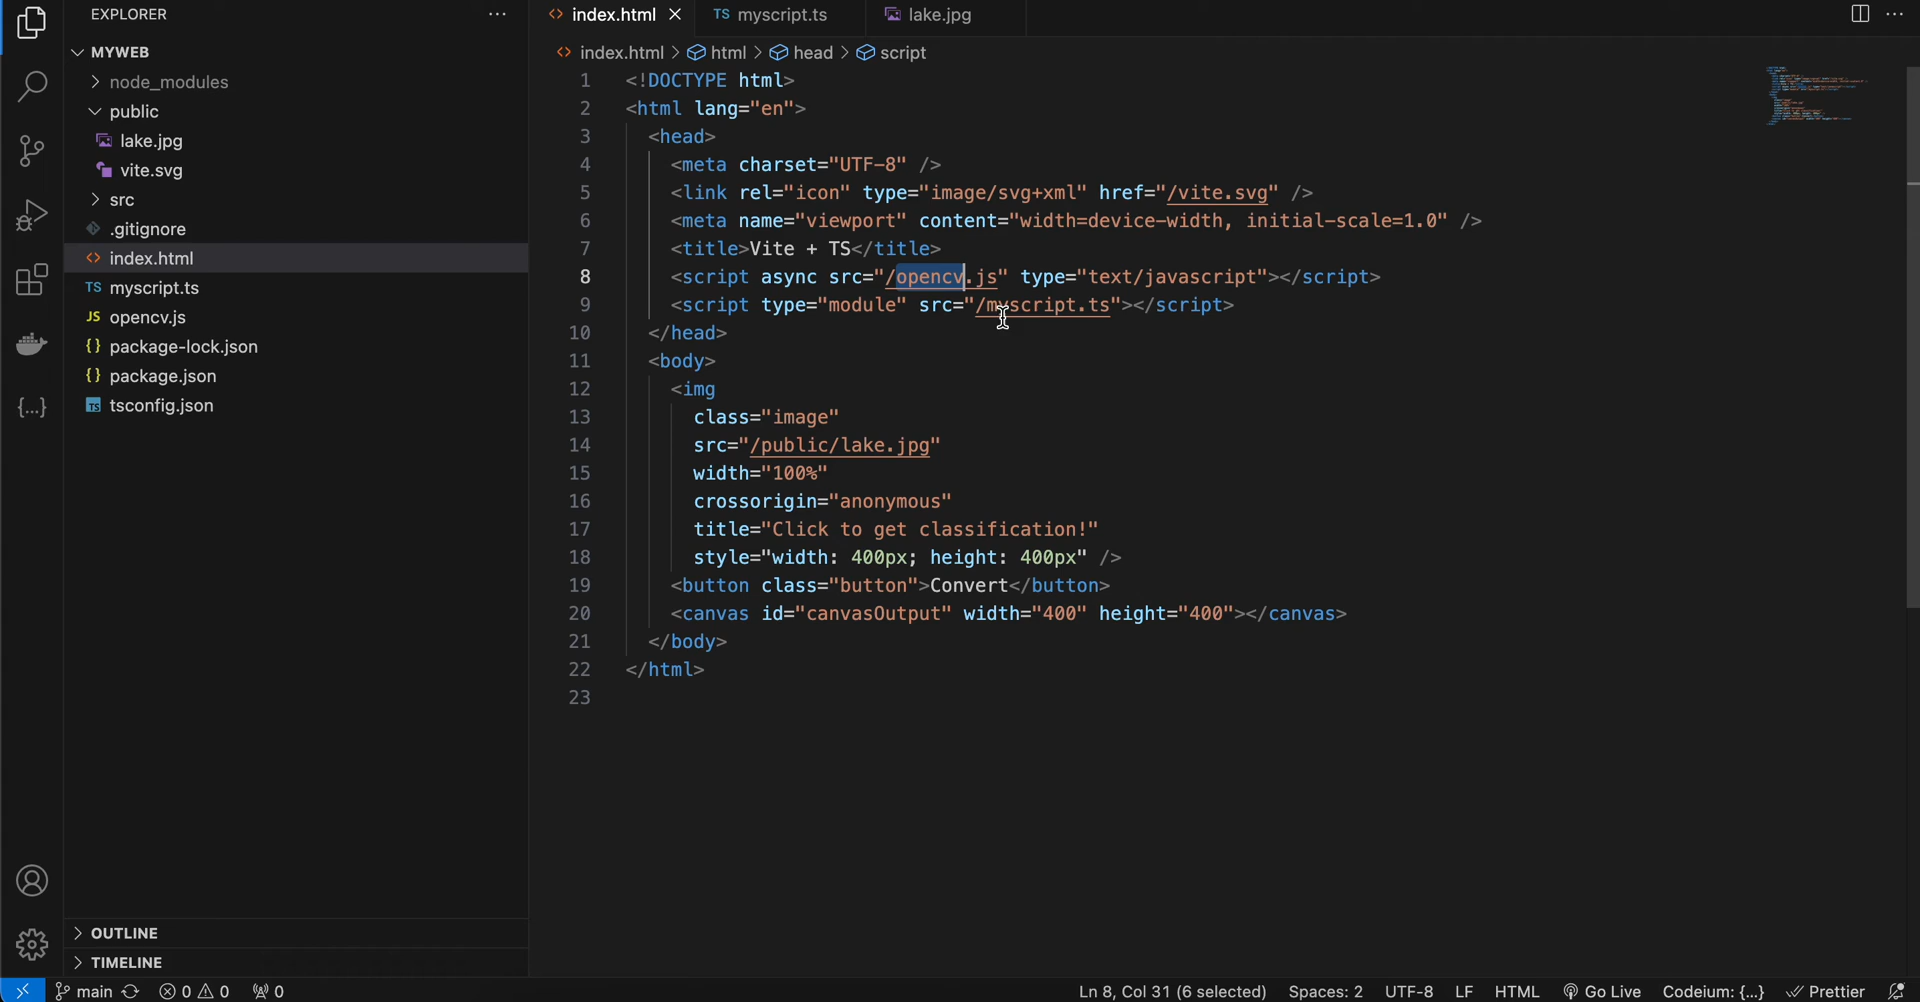 EXPLORER
MYWEB
node_modules
public
lake.jpg
vite.svg
src
.gitignore
index.html
TS myscript.ts
JS opencv.js
{} package-lock.json
{} package.json
TS tsconfig.json
OUTLINE
TIMELINE
<> index.html
TS myscript.ts
lake.jpg
<> index.html > html > head > script
1 <!DOCTYPE html>
2 <html lang="en">
3 <head>
4 <meta charset="UTF-8" />
5 <link rel="icon" type="image/svg+xml" href="/vite.svg" />
6 <meta name="viewport" content="width=device-width, initial-scale=1.0" />
7 <title>Vite + TS</title>
8 <script async src="/opencv.js" type="text/javascript"></script>
9 <script type="module" src="/myscript.ts"></script>
10 </head>
11 <body>
12 <img
13 class="image"
14 src="/public/lake.jpg"
15 width="100%"
16 crossorigin="anonymous"
17 title="Click to get classification!"
18 style="width: 400px; height: 400px" />
19 <button class="button">Convert</button>
20 <canvas id="canvasOutput" width="400" height="400"></canvas>
21 </body>
22 </html>
23
main 0 0 0 Ln 8, Col 31 (6 selected) Spaces: 2 UTF-8 LF HTML Go Live Codeium: {...} Prettier